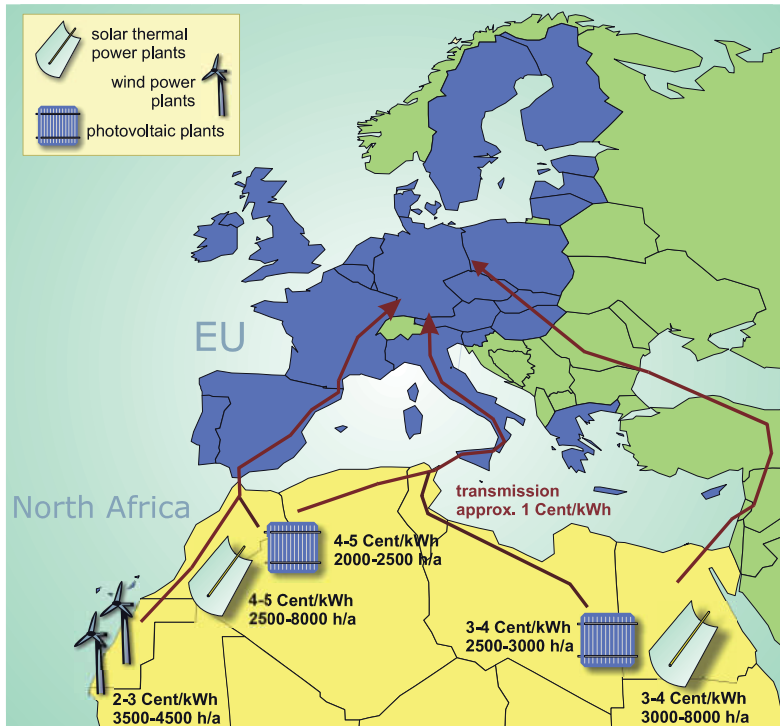 solar thermal
power plants
wind power
plants
photovoltaic plants
EU
North Africa
transmission
approx. 1 Cent/kWh
4-5 Cent/kWh
2000-2500 h/a
4-5 Cent/kWh
2500-8000 h/a
3-4 Cent/kWh
2500-3000 h/a
2-3 Cent/kWh
3500-4500 h/a
3-4 Cent/kWh
3000-8000 h/a